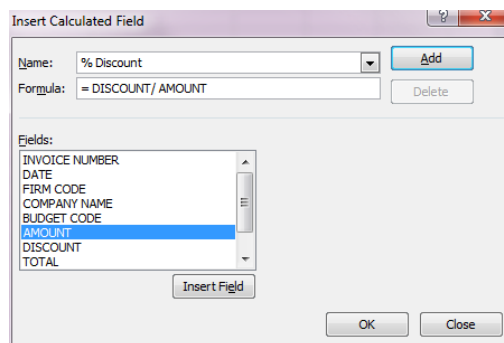 Insert Calculated Field
Name: % Discount Add
Formula: = DISCOUNT/ AMOUNT Delete
Fields:
INVOICE NUMBER
DATE
FIRM CODE
COMPANY NAME
BUDGET CODE
AMOUNT
DISCOUNT
TOTAL
Insert Field
OK Close